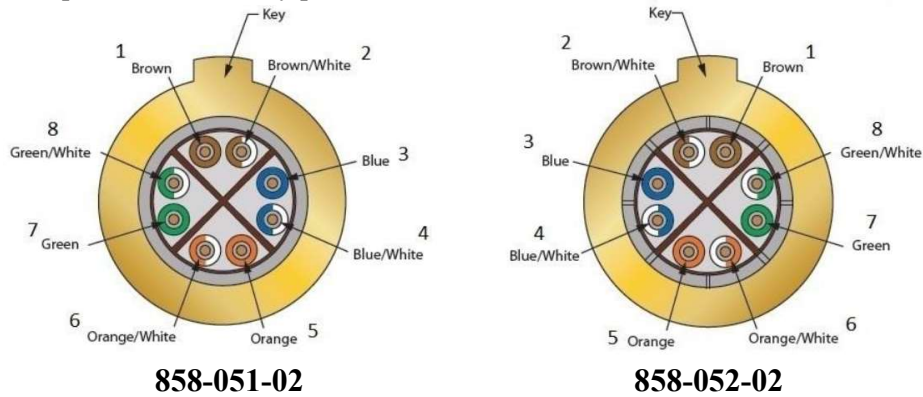 Key
1
Brown
2
Brown/White
8
Green/White
Blue
3
7
Green
4
Blue/White
6
Orange/White
Orange
5
858-051-02
Key
2
Brown/White
1
Brown
3
Blue
8
Green/White
4
Blue/White
7
Green
5
Orange
6
Orange/White
858-052-02